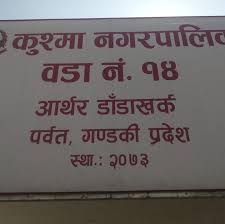 कुश्मा नगरपालि
वडा नं. १४
आर्थर डाँडाखर्क
पर्वत, गण्डकी प्रदेश
स्था.: २०७३